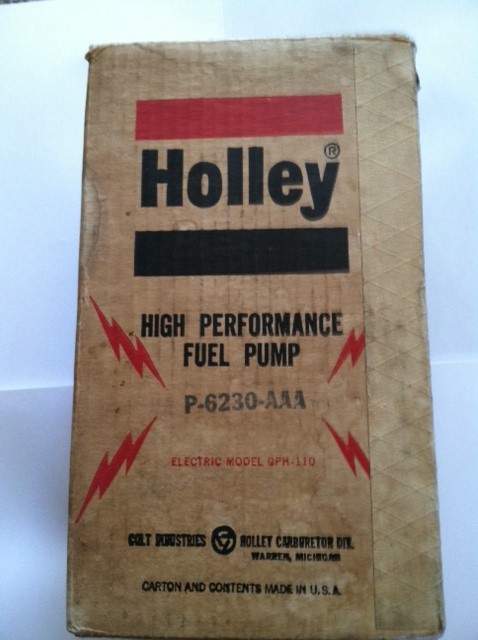 Holley®
HIGH PERFORMANCE
FUEL PUMP
P-6230-AAA
ELECTRIC MODEL GPH-110
COLT INDUSTRIES HOLLEY CARBURETOR DIV.
WARREN, MICHIGAN
CARTON AND CONTENTS MADE IN U.S.A.